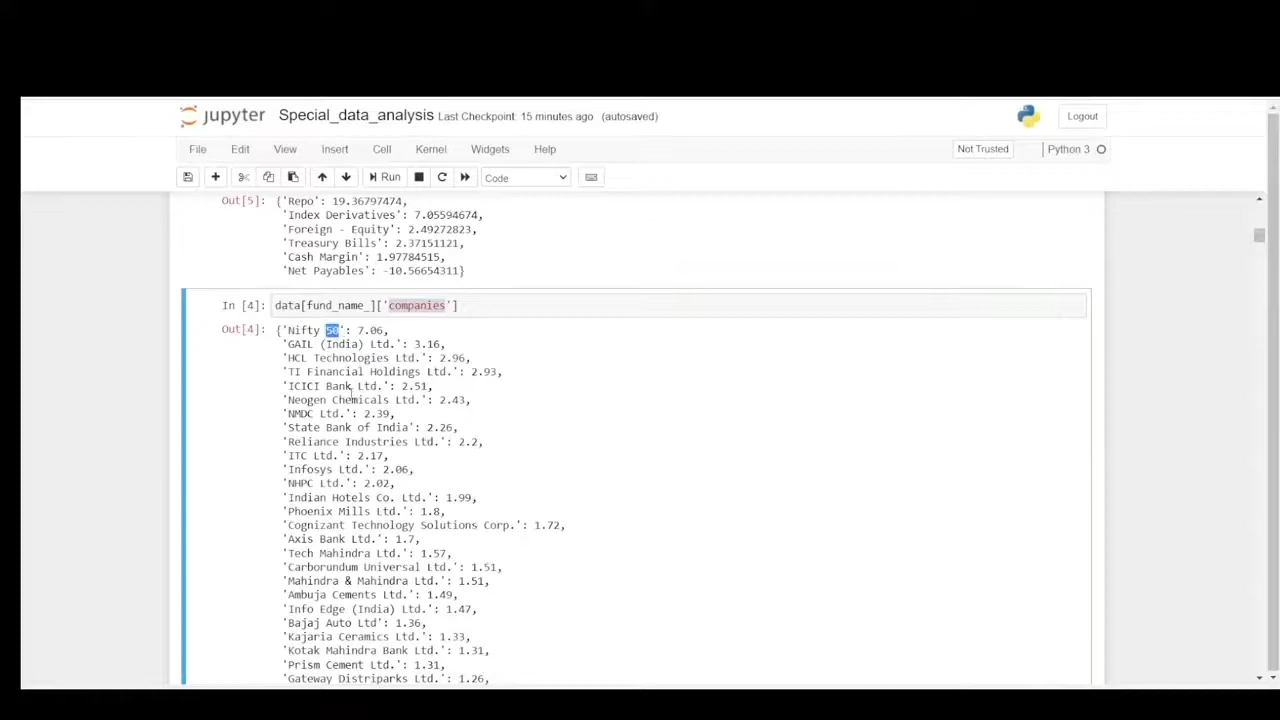 jupyter Special_data_analysis Last Checkpoint: 15 minutes ago (autosaved) Logout
File Edit View Insert Cell Kernel Widgets Help Not Trusted Python 3
Run Code
Out[5]: {'Repo': 19.36797474,
'Index Derivatives': 7.05594674,
'Foreign - Equity': 2.49272823,
'Treasury Bills': 2.37151121,
'Cash Margin': 1.97784515,
'Net Payables': -10.56654311}
In [4]: data[fund_name_]['companies']
Out[4]: {'Nifty 50': 7.06,
'GAIL (India) Ltd.': 3.16,
'HCL Technologies Ltd.': 2.96,
'TI Financial Holdings Ltd.': 2.93,
'ICICI Bank Ltd.': 2.51,
'Neogen Chemicals Ltd.': 2.43,
'NMDC Ltd.': 2.39,
'State Bank of India': 2.26,
'Reliance Industries Ltd.': 2.2,
'ITC Ltd.': 2.17,
'Infosys Ltd.': 2.06,
'NHPC Ltd.': 2.02,
'Indian Hotels Co. Ltd.': 1.99,
'Phoenix Mills Ltd.': 1.8,
'Cognizant Technology Solutions Corp.': 1.72,
'Axis Bank Ltd.': 1.7,
'Tech Mahindra Ltd.': 1.57,
'Carborundum Universal Ltd.': 1.51,
'Mahindra & Mahindra Ltd.': 1.51,
'Ambuja Cements Ltd.': 1.49,
'Info Edge (India) Ltd.': 1.47,
'Bajaj Auto Ltd': 1.36,
'Kajaria Ceramics Ltd.': 1.33,
'Kotak Mahindra Bank Ltd.': 1.31,
'Prism Cement Ltd.': 1.31,
'Gateway Distriparks Ltd.': 1.26,